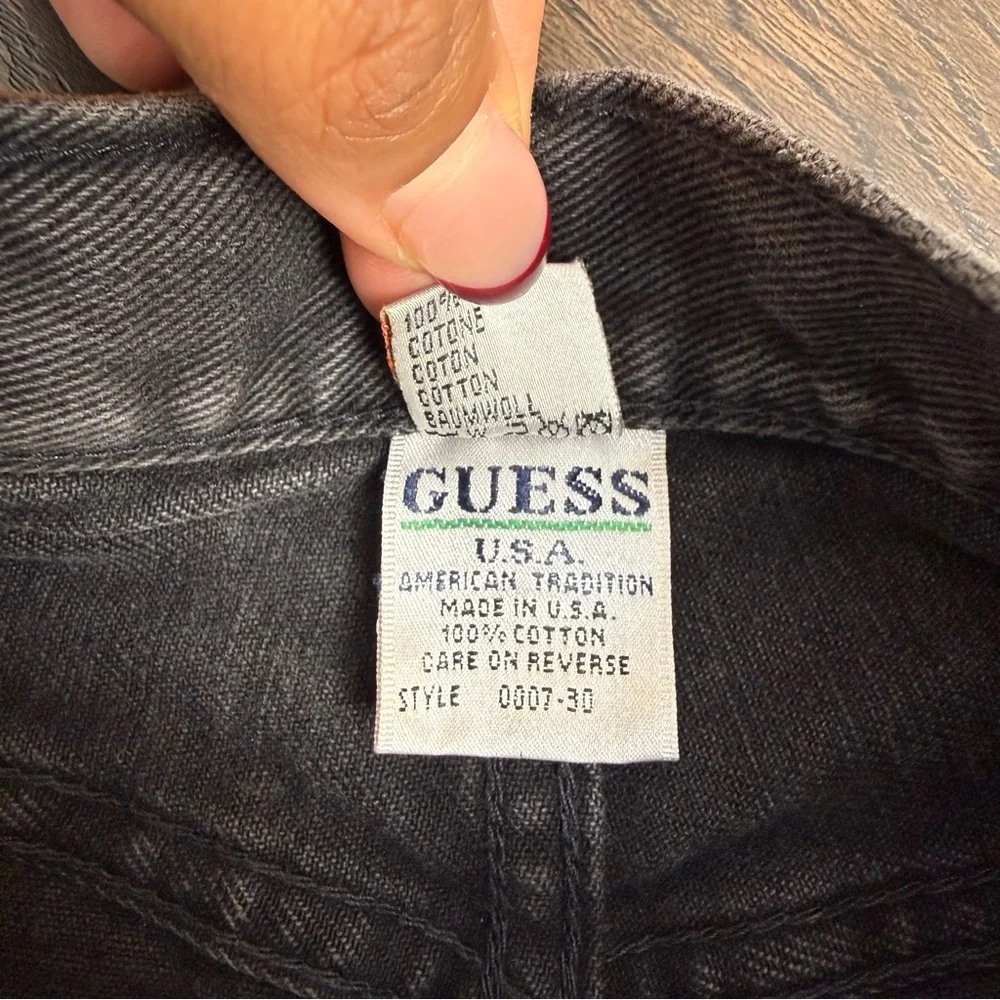 100%
COTONE
COTON
COTTON
BAUMWOLL
GUESS
U.S.A.
AMERICAN TRADITION
MADE IN U.S.A.
100% COTTON
CARE ON REVERSE
STYLE 0007-30